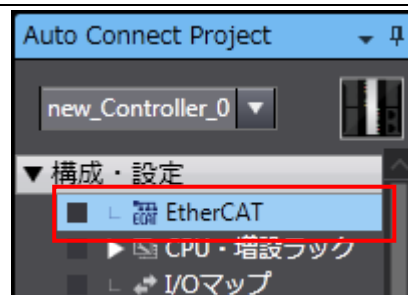 Auto Connect Project
new_Controller_0
構成・設定
EtherCAT
CPU・増設ラック
I/Oマップ